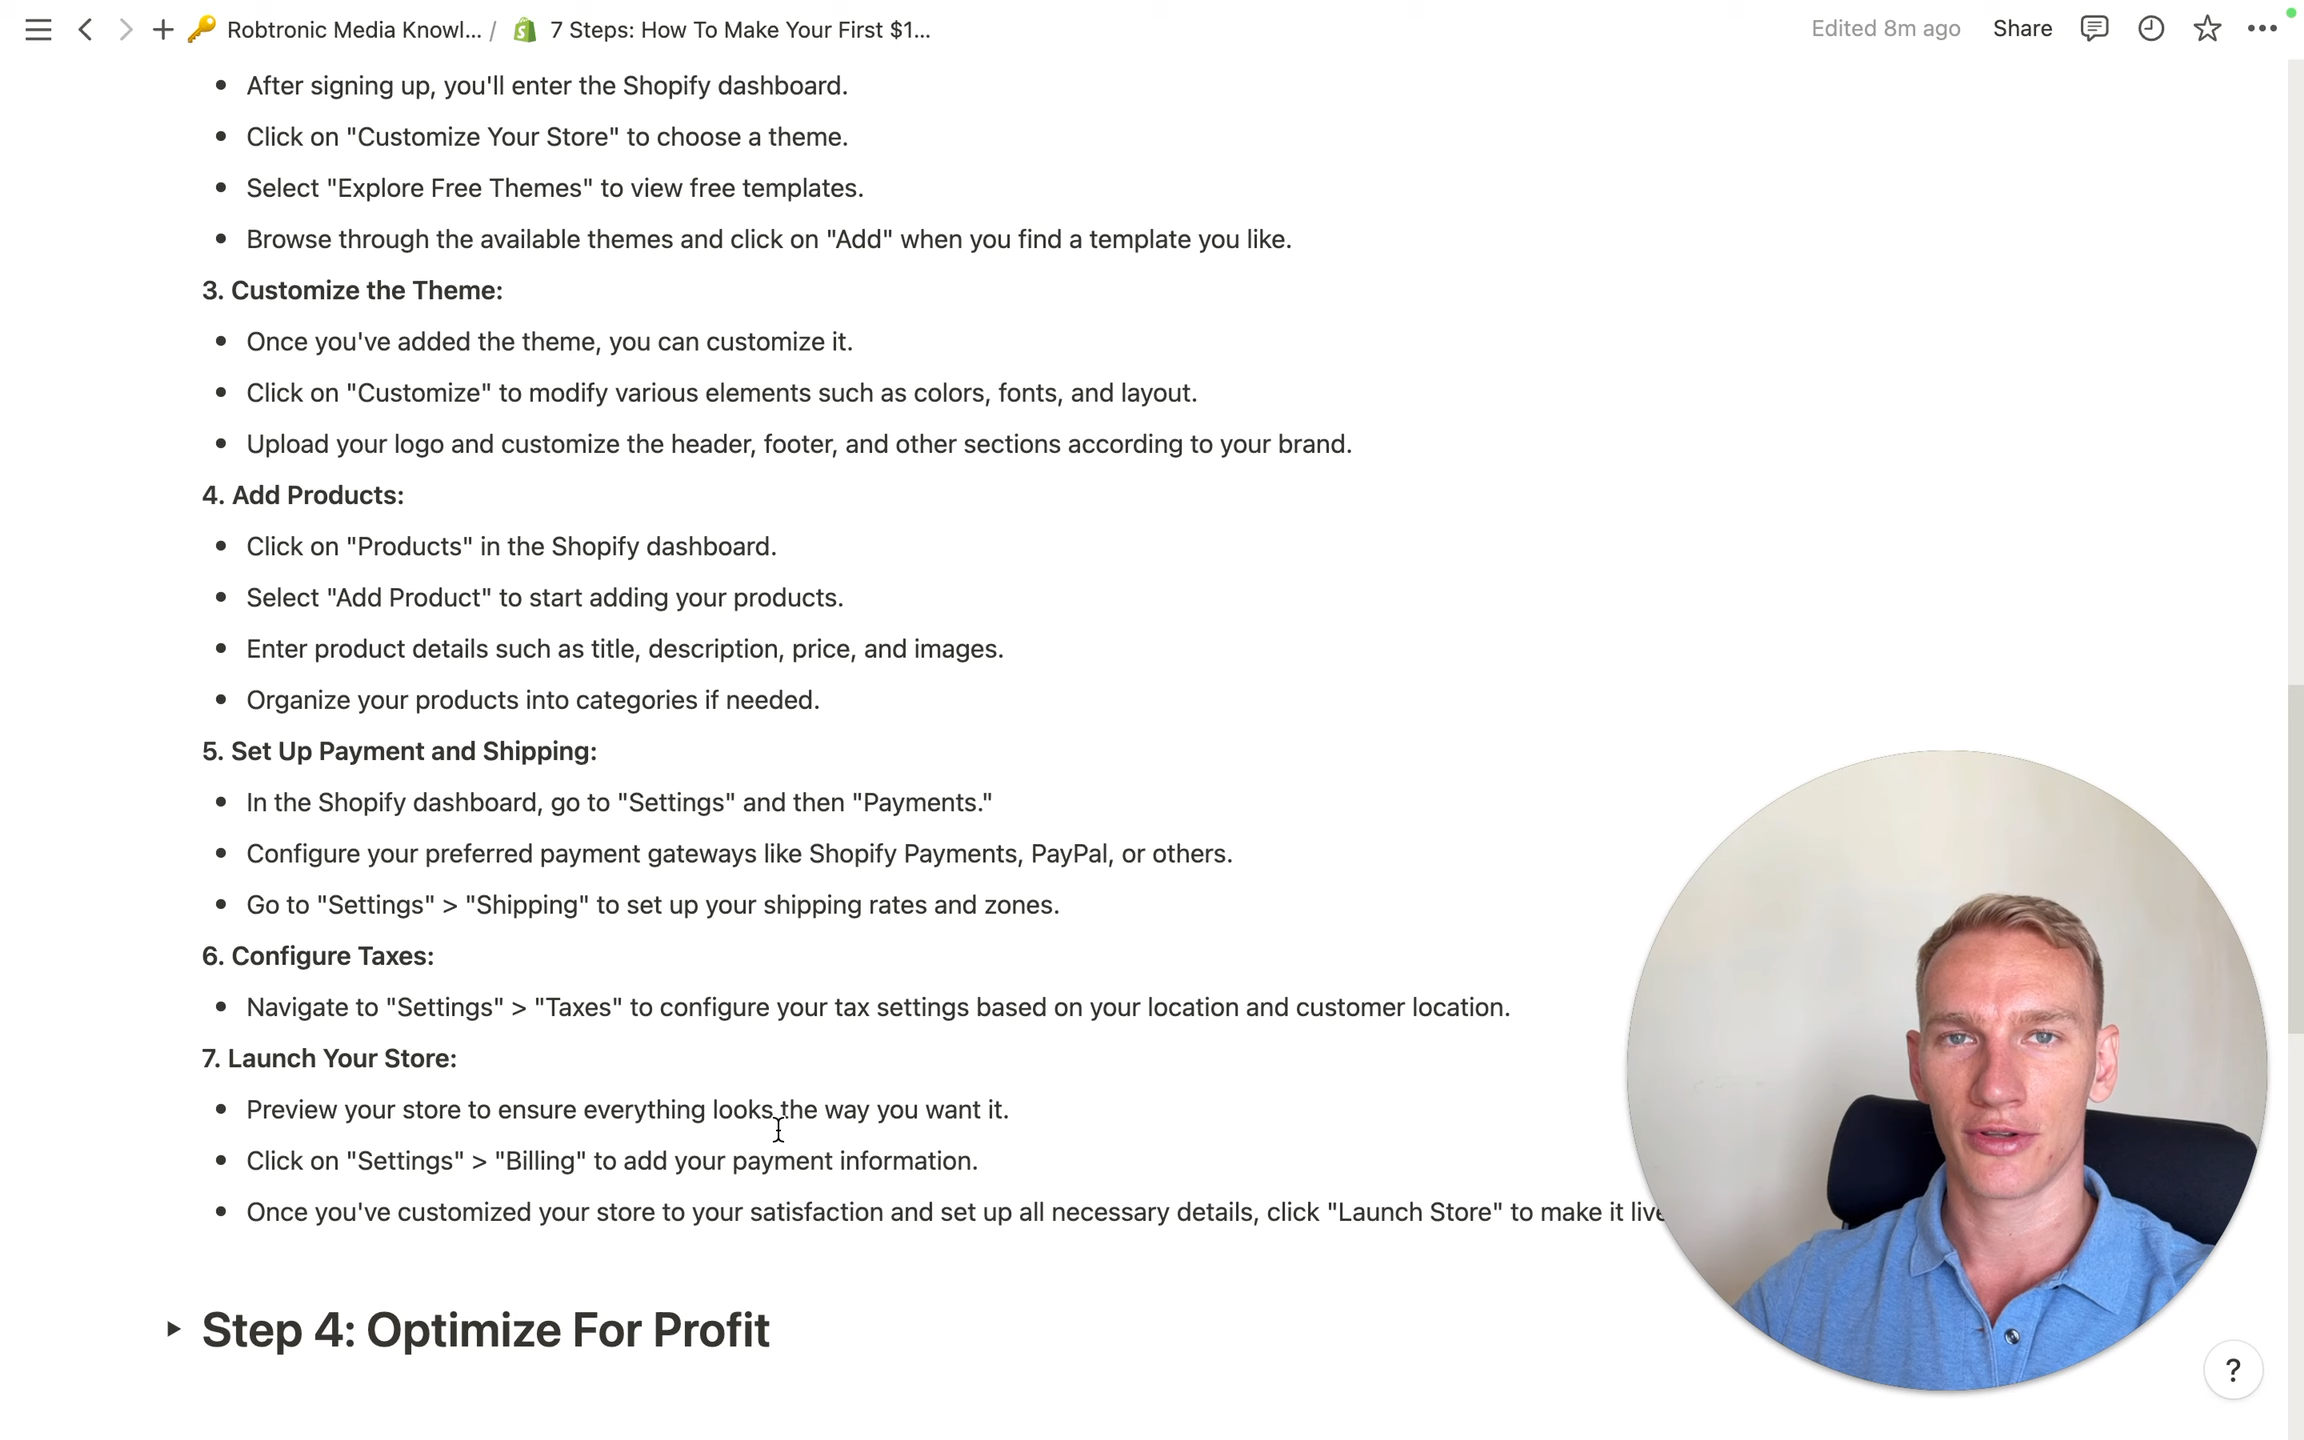 Robtronic Media Knowl... / 7 Steps: How To Make Your First $1... Edited 8m ago Share
• After signing up, you'll enter the Shopify dashboard.
• Click on "Customize Your Store" to choose a theme.
• Select "Explore Free Themes" to view free templates.
• Browse through the available themes and click on "Add" when you find a template you like.
3. Customize the Theme:
• Once you've added the theme, you can customize it.
• Click on "Customize" to modify various elements such as colors, fonts, and layout.
• Upload your logo and customize the header, footer, and other sections according to your brand.
4. Add Products:
• Click on "Products" in the Shopify dashboard.
• Select "Add Product" to start adding your products.
• Enter product details such as title, description, price, and images.
• Organize your products into categories if needed.
5. Set Up Payment and Shipping:
• In the Shopify dashboard, go to "Settings" and then "Payments."
• Configure your preferred payment gateways like Shopify Payments, PayPal, or others.
• Go to "Settings" > "Shipping" to set up your shipping rates and zones.
6. Configure Taxes:
• Navigate to "Settings" > "Taxes" to configure your tax settings based on your location and customer location.
7. Launch Your Store:
• Preview your store to ensure everything looks the way you want it.
• Click on "Settings" > "Billing" to add your payment information.
• Once you've customized your store to your satisfaction and set up all necessary details, click "Launch Store" to make it live
Step 4: Optimize For Profit
?